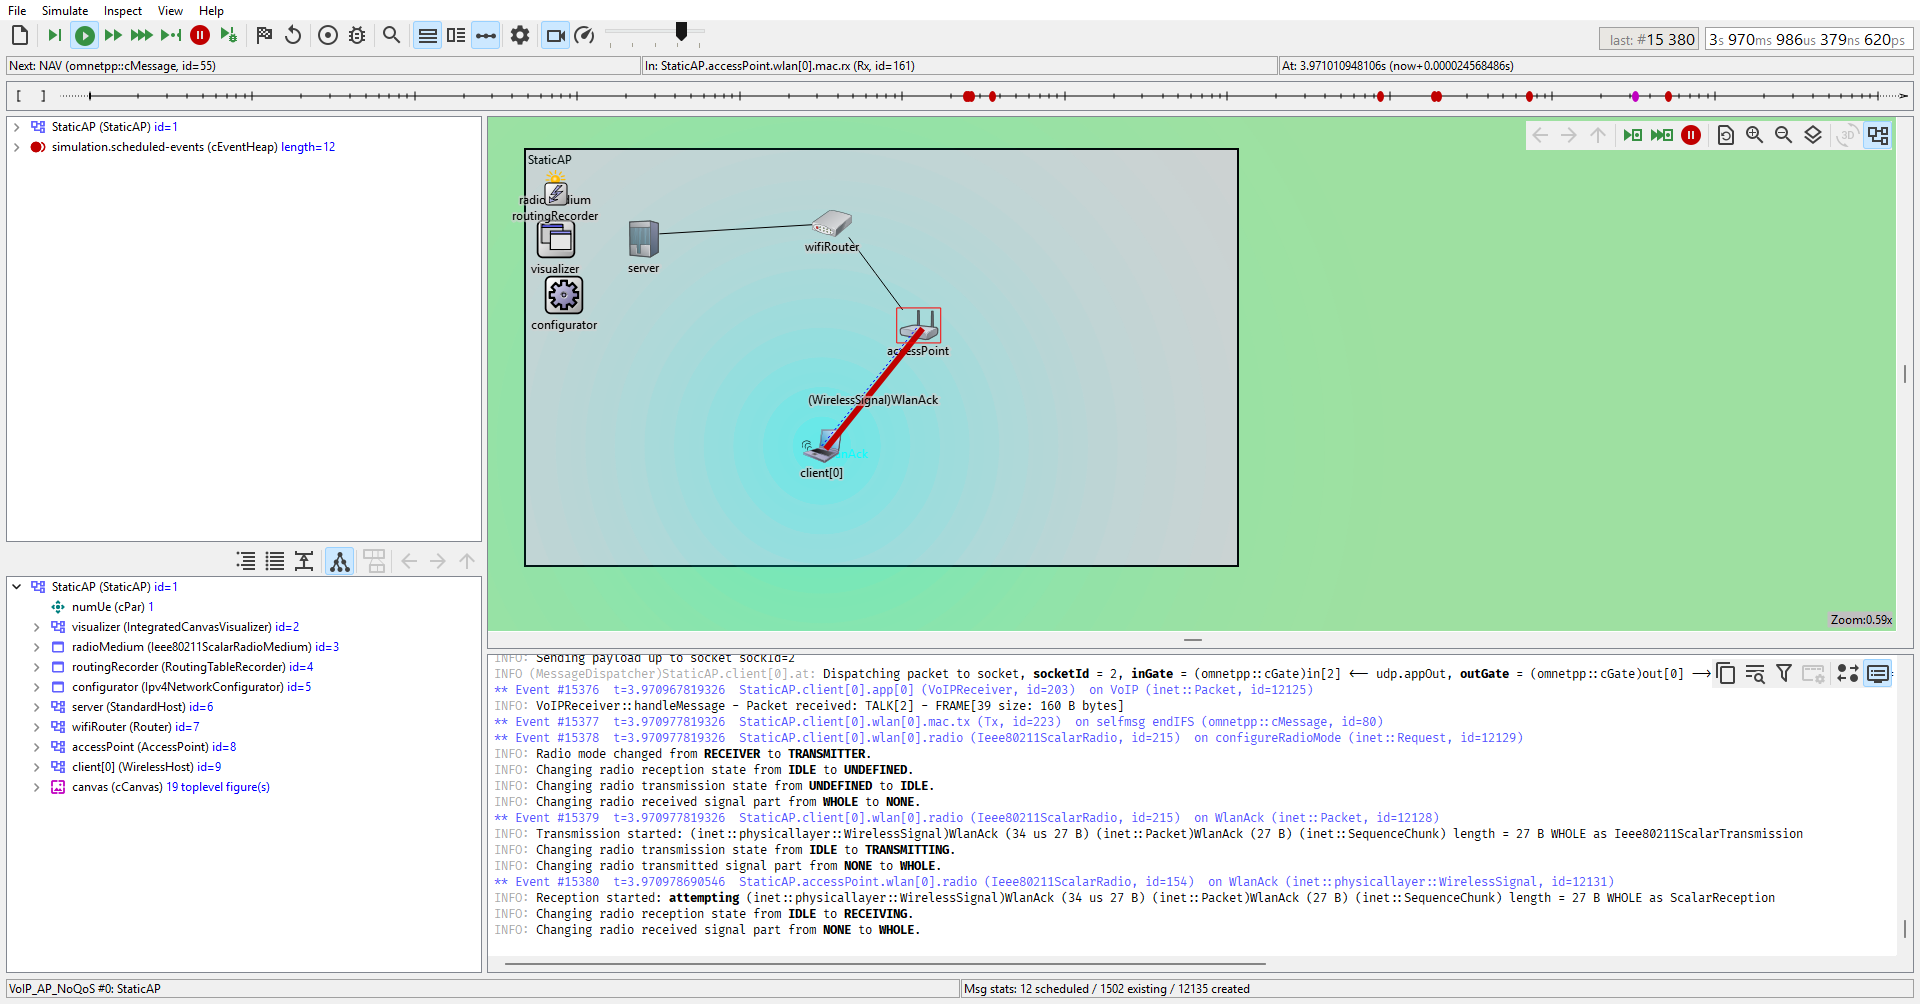 File Simulate Inspect View Help
last: #15 380 3s 970ms 986us 379ns 620ps
Next: NAV (omnetpp::cMessage, id=55) In: StaticAP.accessPoint.wlan[0].mac.rx (Rx, id=161) At: 3.971010948106s (now+0.000024568486s)
[ ]
StaticAP (StaticAP) id=1
simulation.scheduled-events (cEventHeap) length=12
3D
StaticAP
routingRecorder
visualizer
configurator
server
wifiRouter
accessPoint
(WirelessSignal)WlanAck
client[0]
Zoom:0.59x
StaticAP (StaticAP) id=1
numUe (cPar) 1
visualizer (IntegratedCanvasVisualizer) id=2
radioMedium (Ieee80211ScalarRadioMedium) id=3
routingRecorder (RoutingTableRecorder) id=4
configurator (Ipv4NetworkConfigurator) id=5
server (StandardHost) id=6
wifiRouter (Router) id=7
accessPoint (AccessPoint) id=8
client[0] (WirelessHost) id=9
canvas (cCanvas) 19 toplevel figure(s)
INFO: Sending payload up to socket sockId=2
INFO (MessageDispatcher)StaticAP.client[0].at: Dispatching packet to socket, socketId = 2, inGate = (omnetpp::cGate)in[2] <-- udp.appOut, outGate = (omnetpp::cGate)out[0] -->
** Event #15376 t=3.970967819326 StaticAP.client[0].app[0] (VoIPReceiver, id=203) on VoIP (inet::Packet, id=12125)
INFO: VoIPReceiver::handleMessage - Packet received: TALK[2] - FRAME[39 size: 160 B bytes]
** Event #15377 t=3.970977819326 StaticAP.client[0].wlan[0].mac.tx (Tx, id=223) on selfmsg endIFS (omnetpp::cMessage, id=80)
** Event #15378 t=3.970977819326 StaticAP.client[0].wlan[0].radio (Ieee80211ScalarRadio, id=215) on configureRadioMode (inet::Request, id=12129)
INFO: Radio mode changed from RECEIVER to TRANSMITTER.
INFO: Changing radio reception state from IDLE to UNDEFINED.
INFO: Changing radio transmission state from UNDEFINED to IDLE.
INFO: Changing radio received signal part from WHOLE to NONE.
** Event #15379 t=3.970977819326 StaticAP.client[0].wlan[0].radio (Ieee80211ScalarRadio, id=215) on WlanAck (inet::Packet, id=12128)
INFO: Transmission started: (inet::physicallayer::WirelessSignal)WlanAck (34 us 27 B) (inet::Packet)WlanAck (27 B) (inet::SequenceChunk) length = 27 B WHOLE as Ieee80211ScalarTransmission
INFO: Changing radio transmission state from IDLE to TRANSMITTING.
INFO: Changing radio transmitted signal part from NONE to WHOLE.
** Event #15380 t=3.970978690546 StaticAP.accessPoint.wlan[0].radio (Ieee80211ScalarRadio, id=154) on WlanAck (inet::physicallayer::WirelessSignal, id=12131)
INFO: Reception started: attempting (inet::physicallayer::WirelessSignal)WlanAck (34 us 27 B) (inet::Packet)WlanAck (27 B) (inet::SequenceChunk) length = 27 B WHOLE as ScalarReception
INFO: Changing radio reception state from IDLE to RECEIVING.
INFO: Changing radio received signal part from NONE to WHOLE.
VoIP_AP_NoQoS #0: StaticAP Msg stats: 12 scheduled / 1502 existing / 12135 created